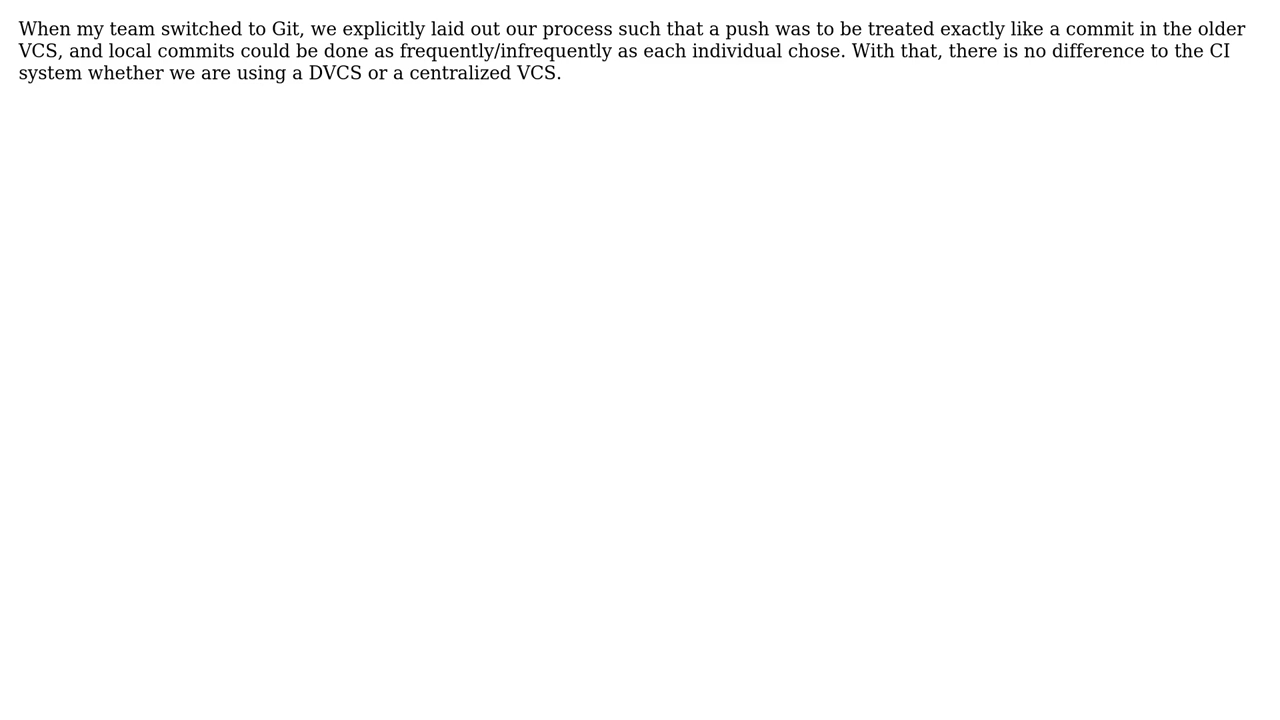 When my team switched to Git, we explicitly laid out our process such that a push was to be treated exactly like a commit in the older
VCS, and local commits could be done as frequently/infrequently as each individual chose. With that, there is no difference to the CI
system whether we are using a DVCS or a centralized VCS.